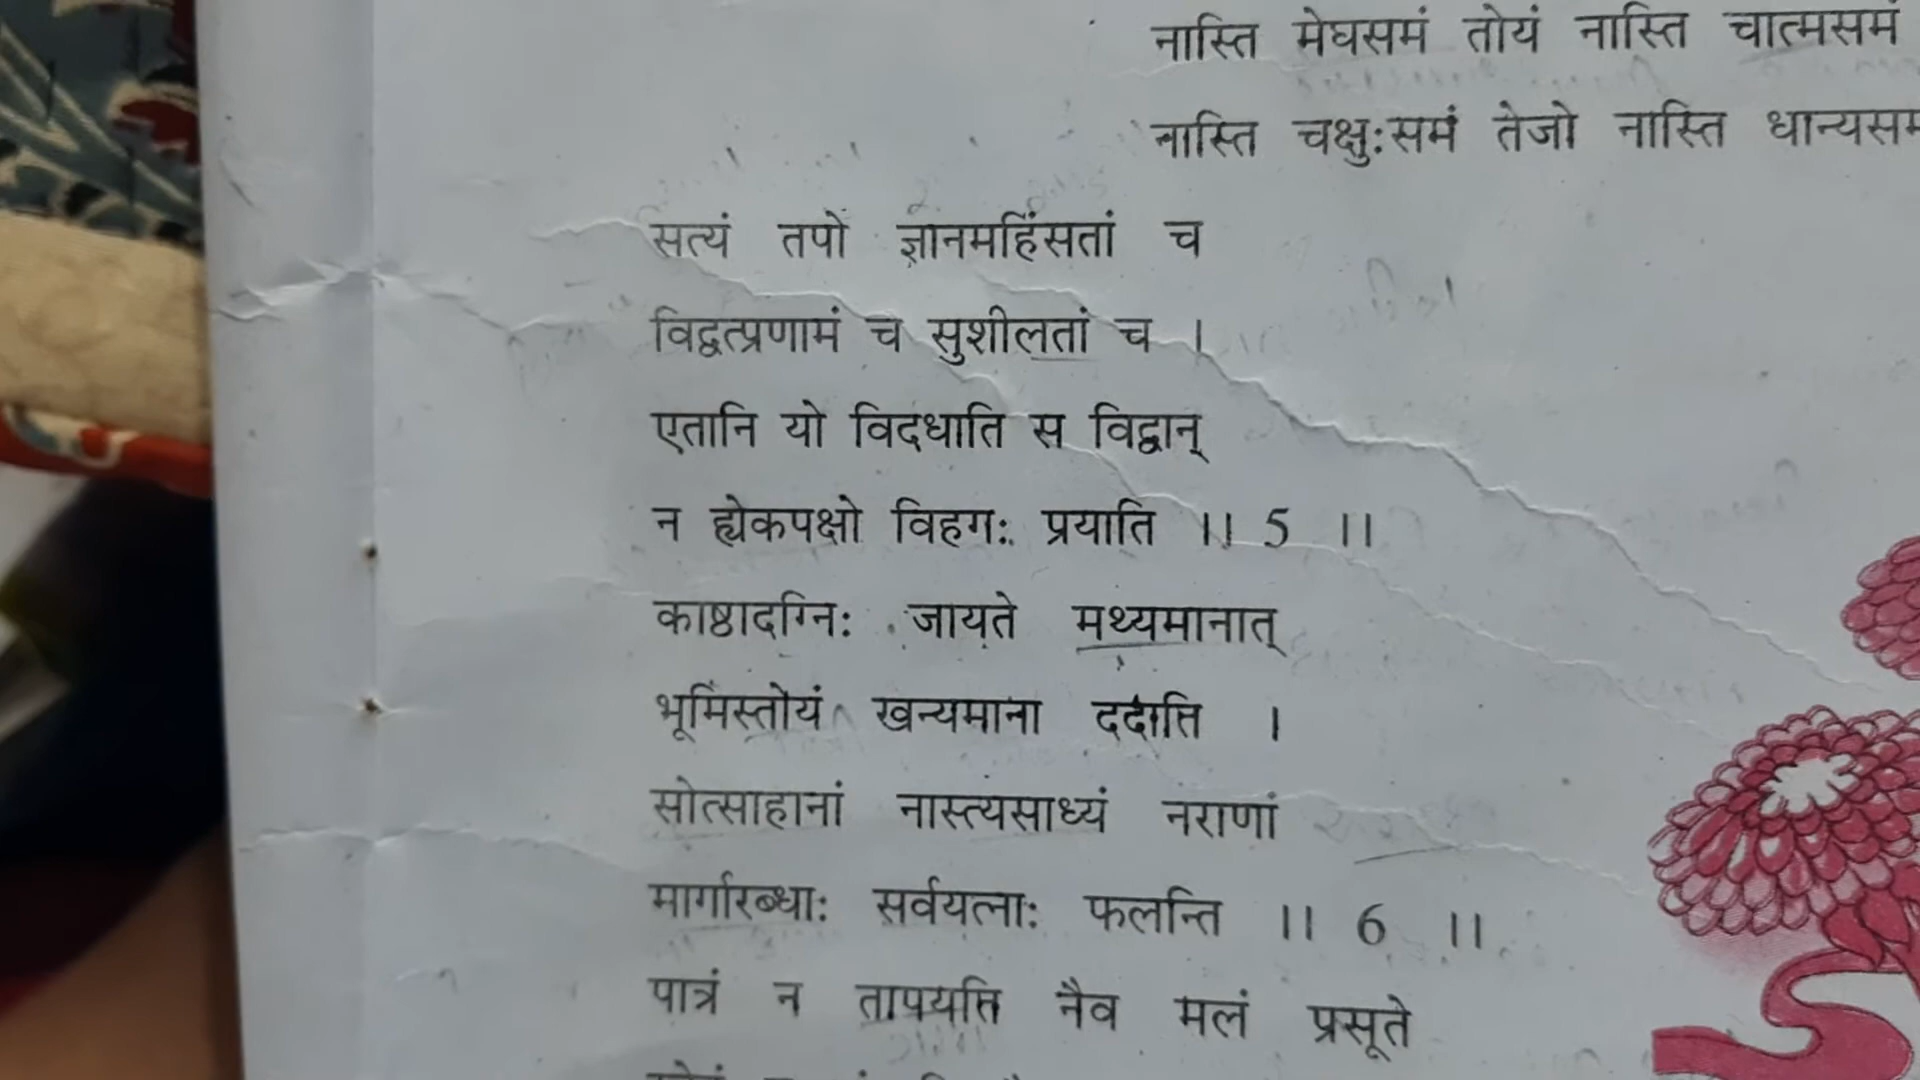 नास्ति मेघसमं तोयं नास्ति चात्मसमं
नास्ति चक्षु:समं तेजो नास्ति
सत्यं तपो ज्ञानमहिंसतां च
विद्वत्प्रणामं च सुशीलतां च ।
एतानि यो विदधाति स विद्वान्
न ह्येकपक्षो विहग: प्रयाति ।। 5 ।।
काष्ठादग्नि: जायते मथ्यमानात्
भूमिस्तोयं खन्यमाना ददाति ।
सोत्साहानां नास्त्यसाध्यं नराणां
मार्गारब्धा: सर्वयत्ना: फलन्ति ।। 6 ।।
पात्रं न तापयति नैव मलं प्रसूते